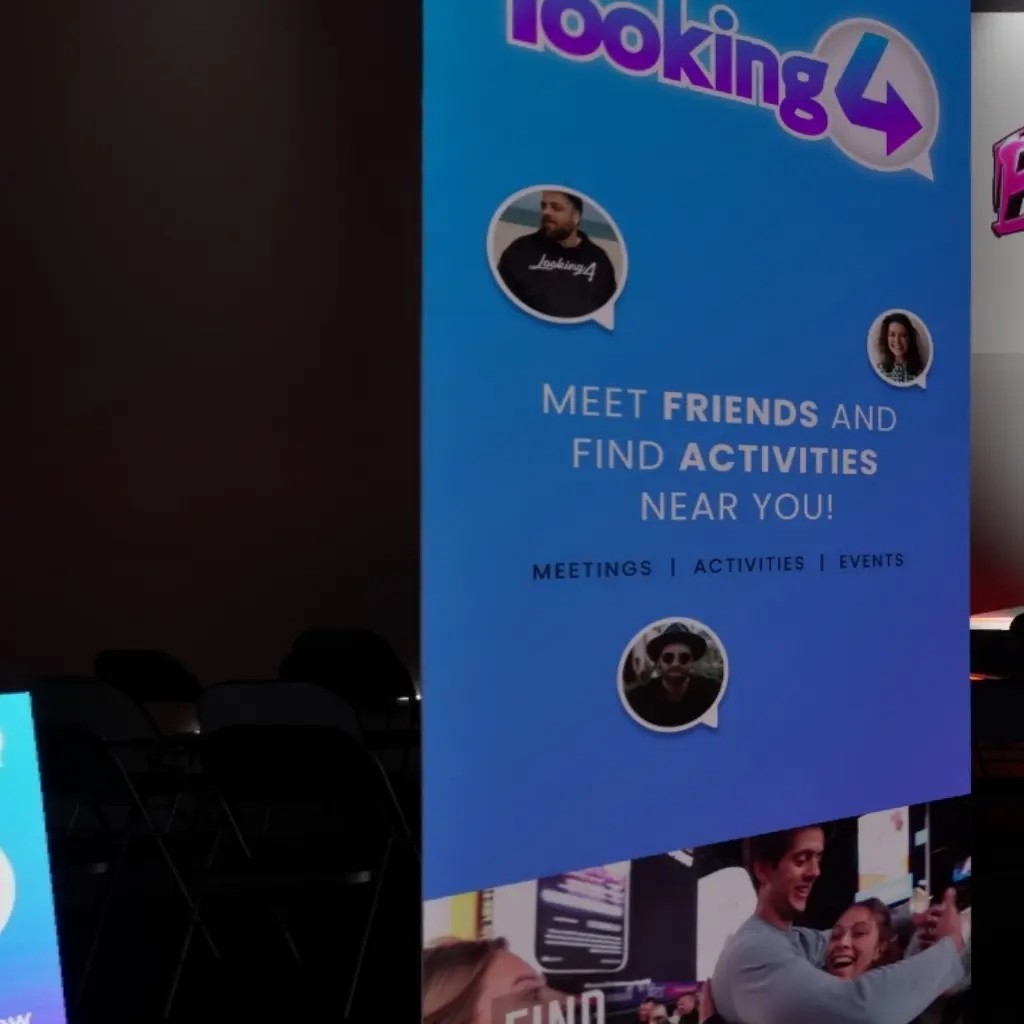 looking4
Looking4
MEET FRIENDS AND
FIND ACTIVITIES
NEAR YOU!
MEETINGS | ACTIVITIES | EVENTS
FIND